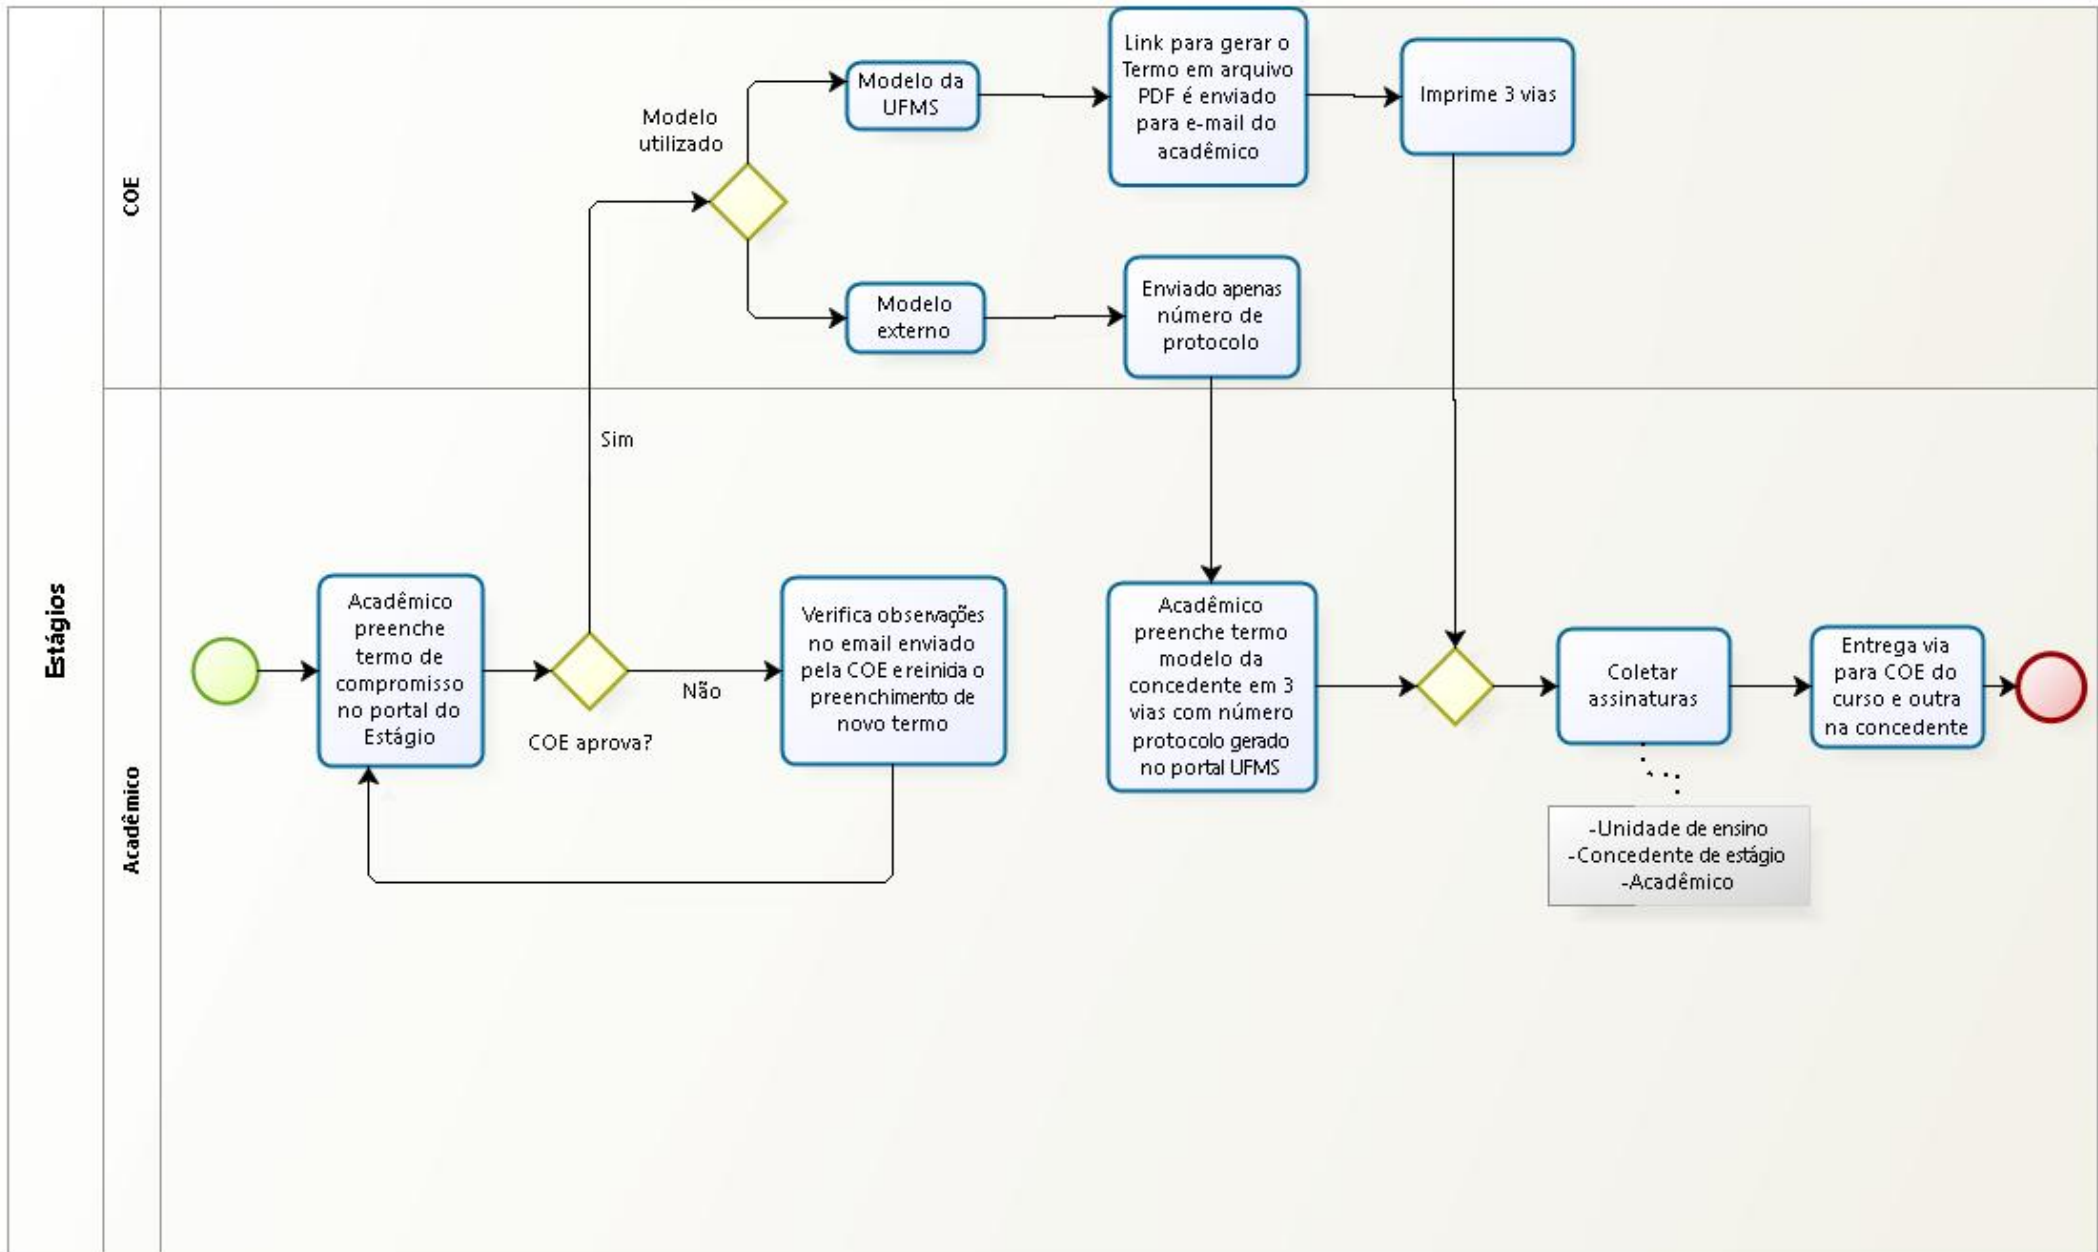 Estágios
COE
Modelo
utilizado
Modelo da
UFMS
Link para gerar o
Termo em arquivo
PDF é enviado
para e-mail do
acadêmico
Imprime 3 vias
Modelo
externo
Enviado apenas
número de
protocolo
Sim
Acadêmico
Acadêmico
preenche
termo de
compromisso
no portal do
Estágio
COE aprova?
Não
Verifica observações
no email enviado
pela COE e reinicia o
preenchimento de
novo termo
Acadêmico
preenche termo
modelo da
concedente em 3
vias com número
protocolo gerado
no portal UFMS
Coletar
assinaturas
Entrega via
para COE do
curso e outra
na concedente
-Unidade de ensino
-Concedente de estágio
-Acadêmico